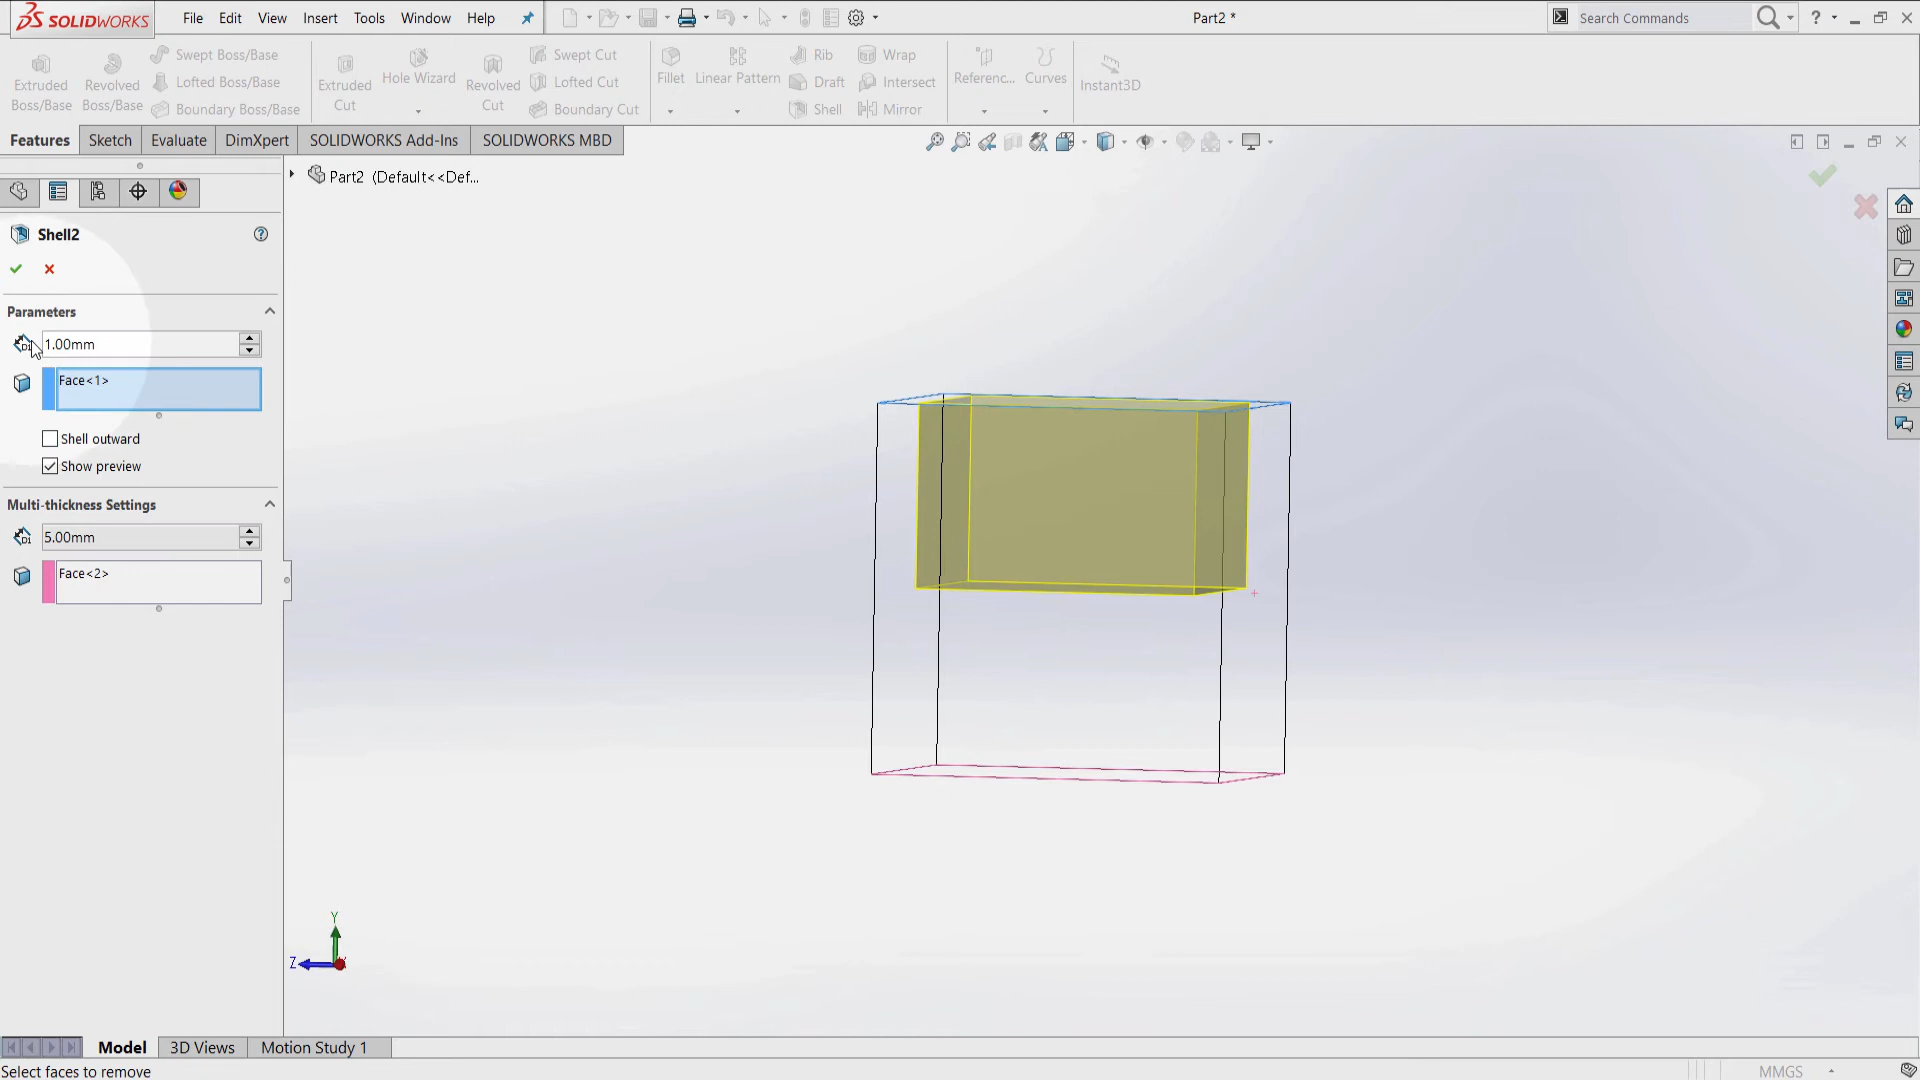 SOLIDWORKS File Edit View Insert Tools Window Help Part2 * Search Commands ?
Extruded Boss/Base
Revolved Boss/Base
Swept Boss/Base
Lofted Boss/Base
Boundary Boss/Base
Extruded Cut
Hole Wizard
Revolved Cut
Swept Cut
Lofted Cut
Boundary Cut
Fillet
Linear Pattern
Rib
Draft
Shell
Wrap
Intersect
Mirror
Referenc...
Curves
Instant3D
Features Sketch Evaluate DimXpert SOLIDWORKS Add-Ins SOLIDWORKS MBD
Part2 (Default<<Def...
Shell2
Parameters
1.00mm
Face<1>
Shell outward
Show preview
Multi-thickness Settings
5.00mm
Face<2>
Y
Z
Model 3D Views Motion Study 1
Select faces to remove MMGS